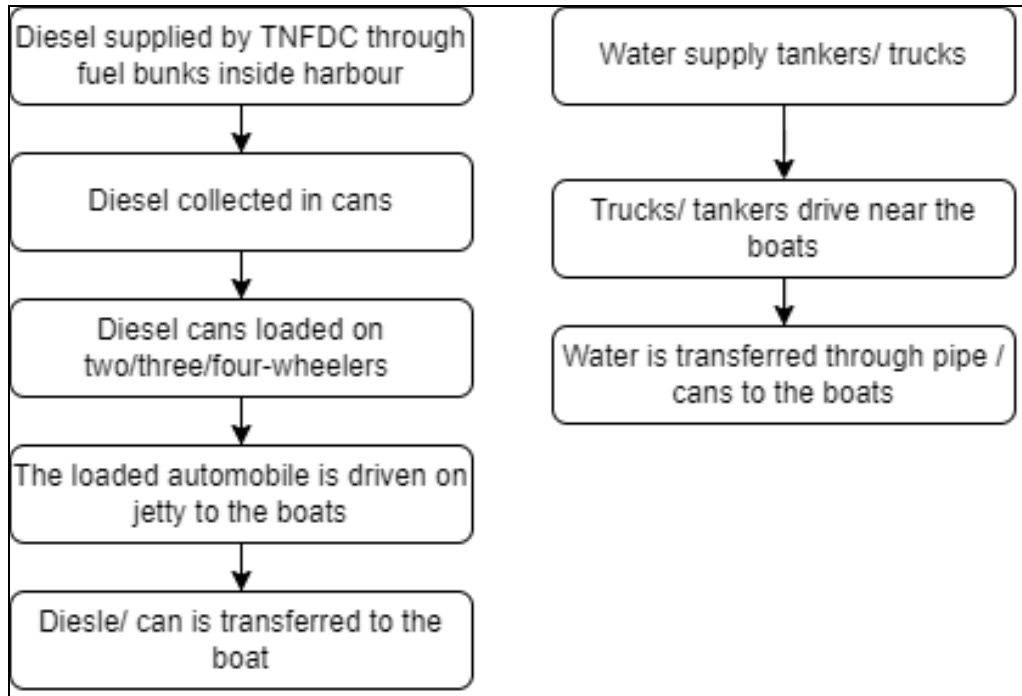 Diesel supplied by TNFDC through
fuel bunks inside harbour
Diesel collected in cans
Diesel cans loaded on
two/three/four-wheelers
The loaded automobile is driven on
jetty to the boats
Diesle/ can is transferred to the
boat
Water supply tankers/ trucks
Trucks/ tankers drive near the
boats
Water is transferred through pipe /
cans to the boats